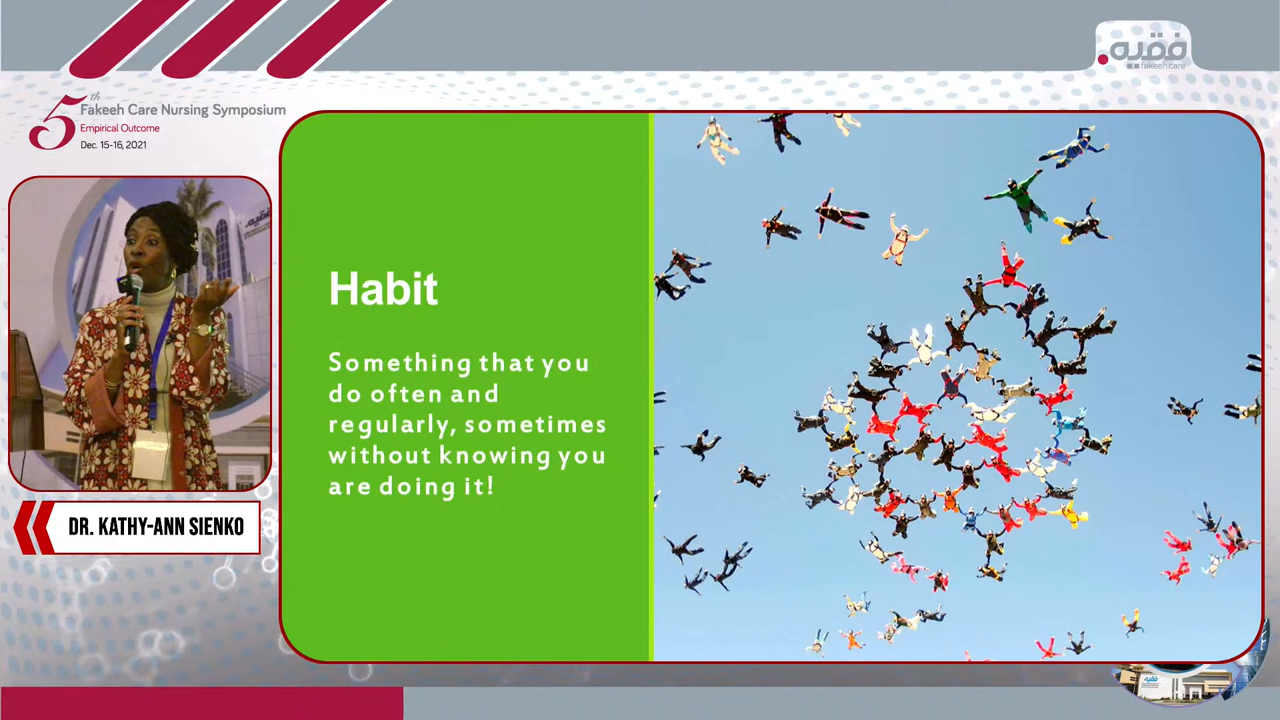 فقيه
fakeeh.care
5th
Fakeeh Care Nursing Symposium
Empirical Outcome
Dec. 15-16, 2021
Habit
Something that you
do often and
regularly, sometimes
without knowing you
are doing it!
DR. KATHY-ANN SIENKO
فقيه